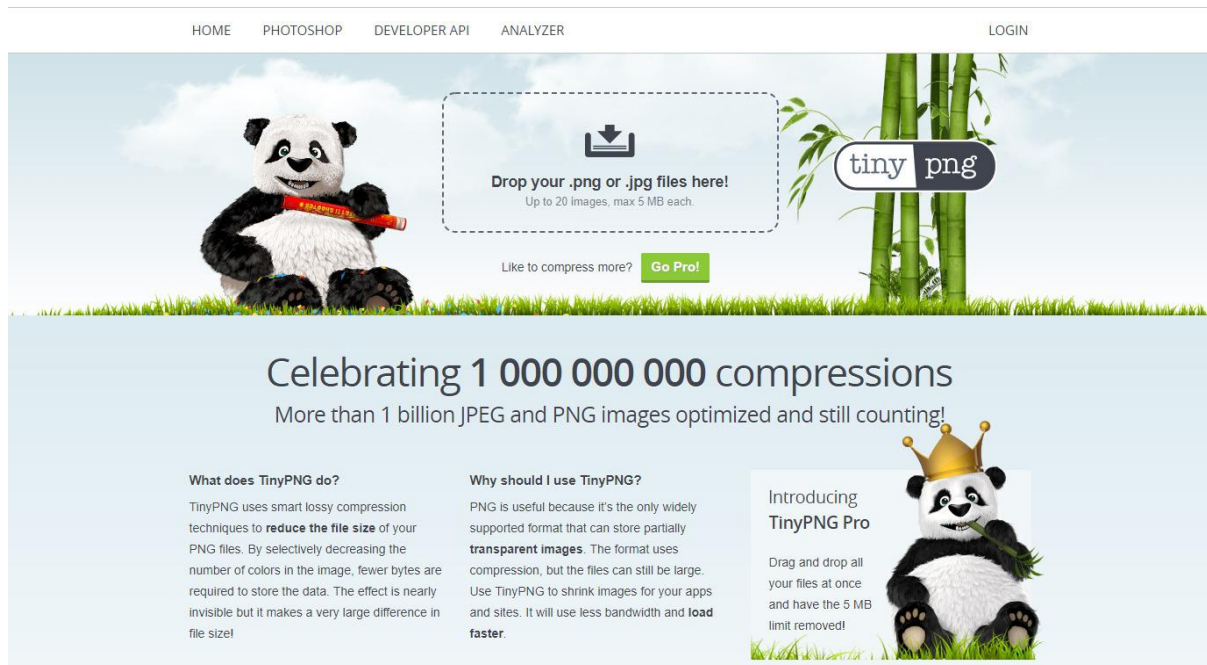 HOME PHOTOSHOP DEVELOPER API ANALYZER LOGIN
Drop your .png or .jpg files here!
Up to 20 images, max 5 MB each.
tiny png
Like to compress more? Go Pro!
Celebrating 1 000 000 000 compressions
More than 1 billion JPEG and PNG images optimized and still counting!
What does TinyPNG do?
TinyPNG uses smart lossy compression
techniques to reduce the file size of your
PNG files. By selectively decreasing the
number of colors in the image, fewer bytes are
required to store the data. The effect is nearly
invisible but it makes a very large difference in
file size!
Why should I use TinyPNG?
PNG is useful because it's the only widely
supported format that can store partially
transparent images. The format uses
compression, but the files can still be large.
Use TinyPNG to shrink images for your apps
and sites. It will use less bandwidth and load
faster.
Introducing
TinyPNG Pro
Drag and drop all
your files at once
and have the 5 MB
limit removed!